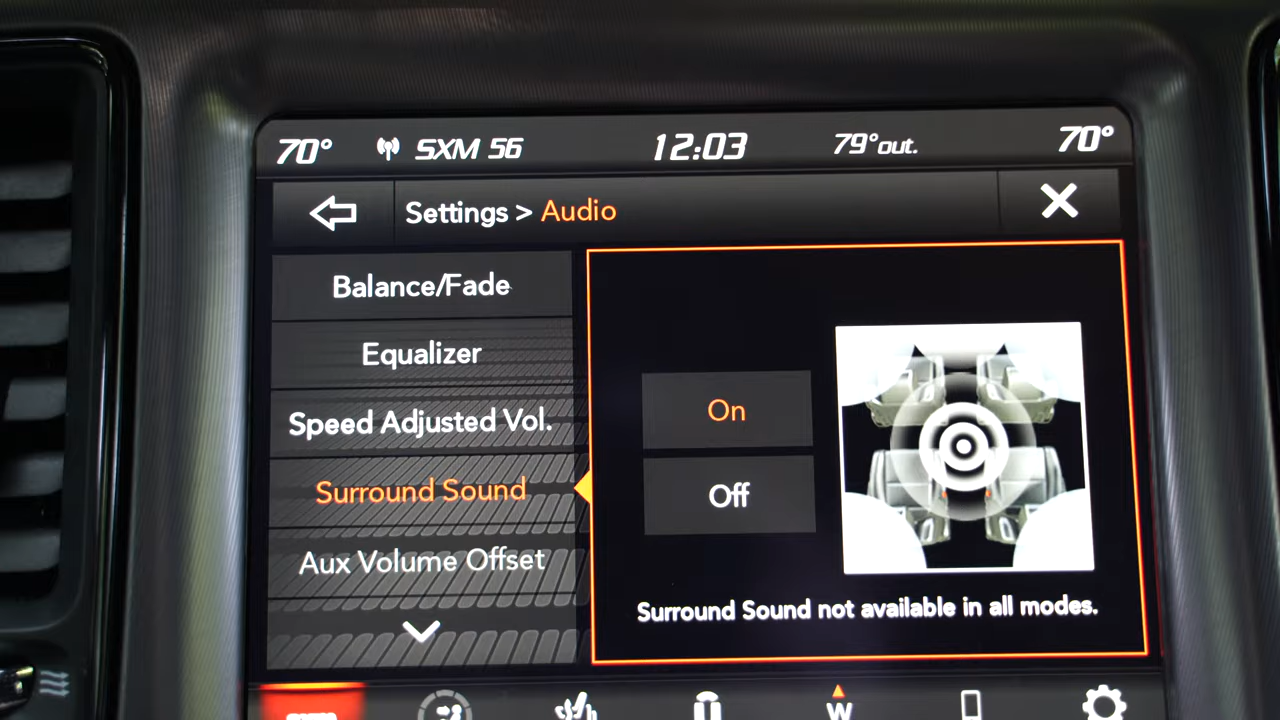 70° SXM 56 12:03 79°out. 70°
Settings > Audio
Balance/Fade
Equalizer
Speed Adjusted Vol.
Surround Sound
Aux Volume Offset
On
Off
Surround Sound not available in all modes.
W